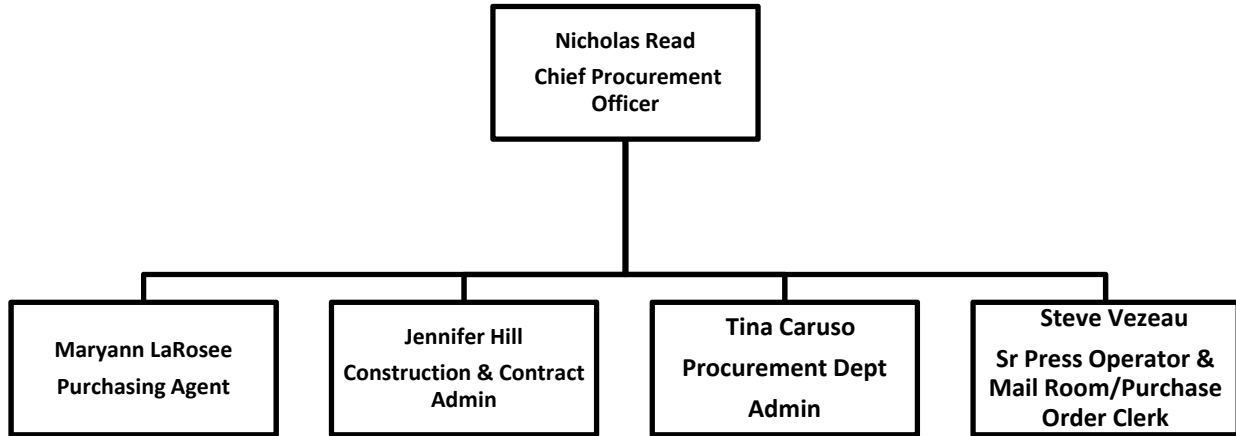 Nicholas Read
Chief Procurement
Officer
Maryann LaRosee
Purchasing Agent
Jennifer Hill
Construction & Contract
Admin
Tina Caruso
Procurement Dept
Admin
Steve Vezeau
Sr Press Operator &
Mail Room/Purchase
Order Clerk